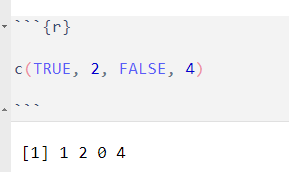 ```{r}
c(TRUE, 2, FALSE, 4)
```
[1] 1 2 0 4